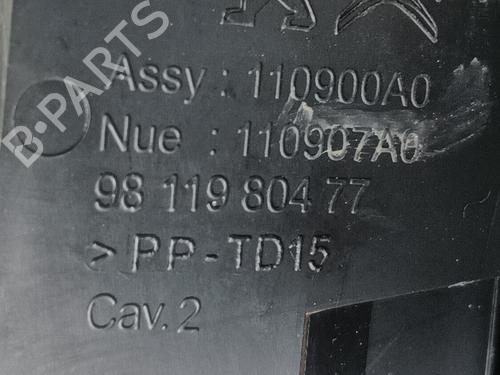 B-PARTS
Assy : 110900A0
Nue : 110907A0
98 119 804 77
> PP-TD15
Cav. 2